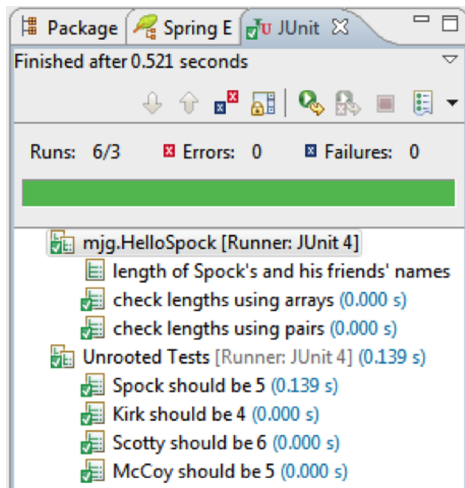 Package Spring E JUnit
Finished after 0.521 seconds
Runs: 6/3 Errors: 0 Failures: 0
mjg.HelloSpock [Runner: JUnit 4]
length of Spock's and his friends' names
check lengths using arrays (0.000 s)
check lengths using pairs (0.000 s)
Unrooted Tests [Runner: JUnit 4] (0.139 s)
Spock should be 5 (0.139 s)
Kirk should be 4 (0.000 s)
Scotty should be 6 (0.000 s)
McCoy should be 5 (0.000 s)